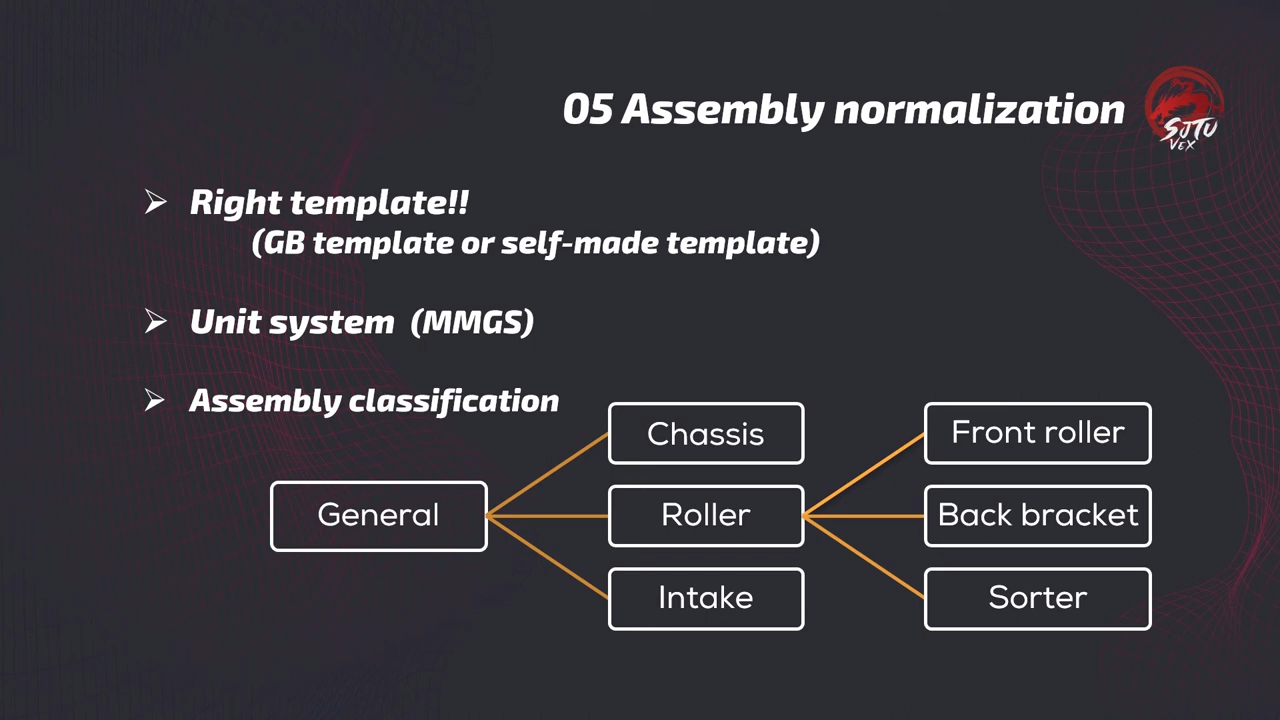 05 Assembly normalization
SJTU
VEX
Right template!!
(GB template or self-made template)
Unit system (MMGS)
Assembly classification
General
Chassis
Roller
Intake
Front roller
Back bracket
Sorter